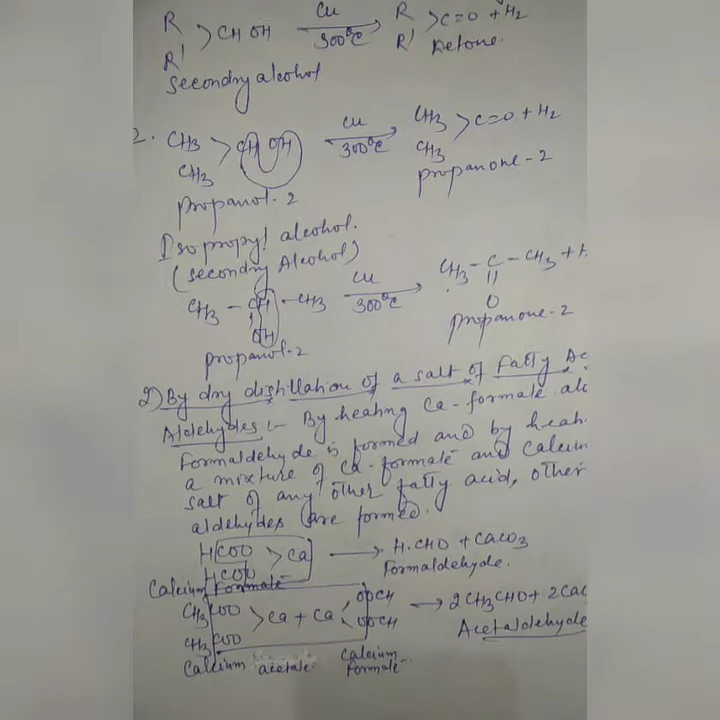 R
R' > CHOH Cu 300°C R R' > C=O + H2
Secondry alcohol Ketone.
2. CH3 CH3 > CH OH Cu 300°C CH3 CH3 > C=O + H2
propanol-2 propanone-2
Isopropyl alcohol.
(secondry Alcohol)
CH3 - CH - CH3 Cu 300°C CH3 - C - CH3 +
OH O
propanol-2 propanone-2
2) By dry distillation of a salt of Fatty Ac
Aldehydes :- By heating Ca-formate alo
Formaldehyde is formed and by heat
a mixture of Ca-formate and Calcium
salt of any other fatty acid, other
aldehydes are formed.
HCOO HCOO > Ca → H.CHO + CaCO3
Calcium Formate Formaldehyde.
CH3COO CH3COO > Ca + Ca < OOCH OOCH → 2CH3CHO + 2CaC
Calcium acetate. Calcium Formate Acetaldehyde